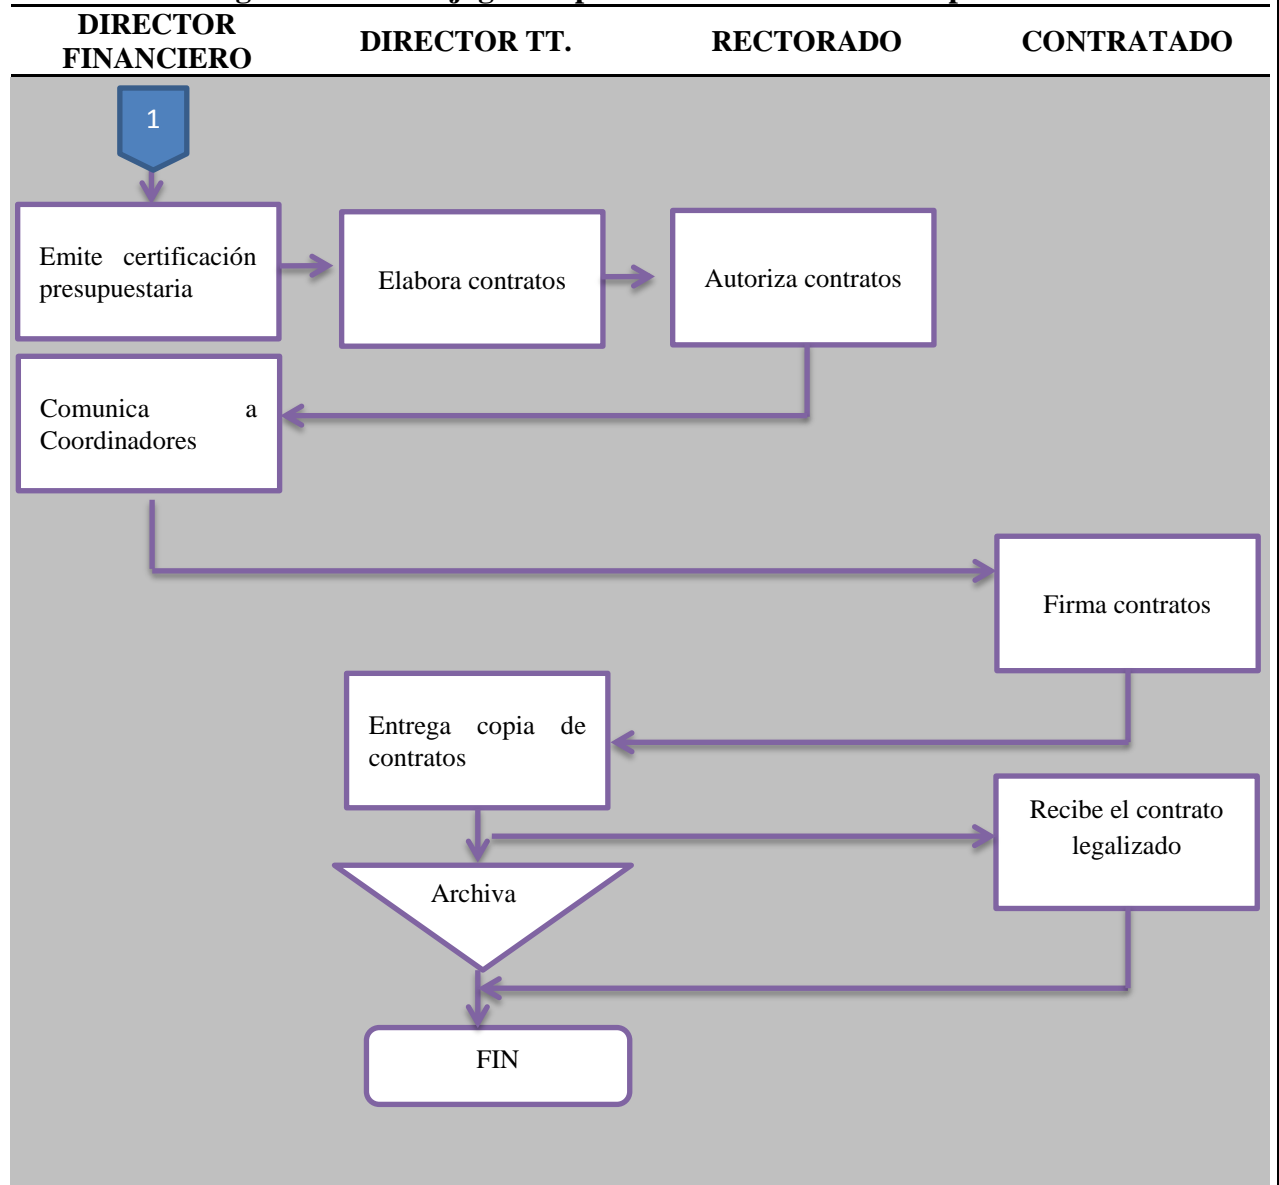 DIRECTOR
FINANCIERO
DIRECTOR TT.
RECTORADO
CONTRATADO
1
Emite certificación
presupuestaria
Elabora contratos
Autoriza contratos
Comunica a
Coordinadores
Firma contratos
Entrega copia de
contratos
Recibe el contrato
legalizado
Archiva
FIN